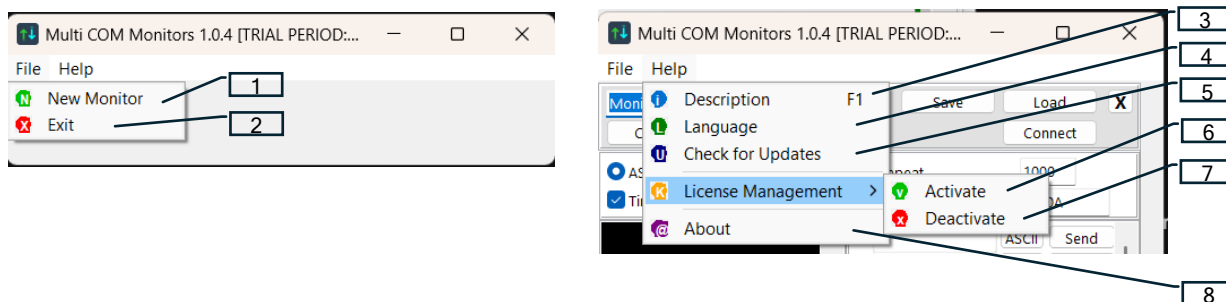 Multi COM Monitors 1.0.4 [TRIAL PERIOD:...
File Help
New Monitor
Exit
1
2
Multi COM Monitors 1.0.4 [TRIAL PERIOD:...
File Help
Description F1
Language
Check for Updates
License Management
About
Activate
Deactivate
Save Load X
Connect
1000
ASCII Send
3
4
5
6
7
8